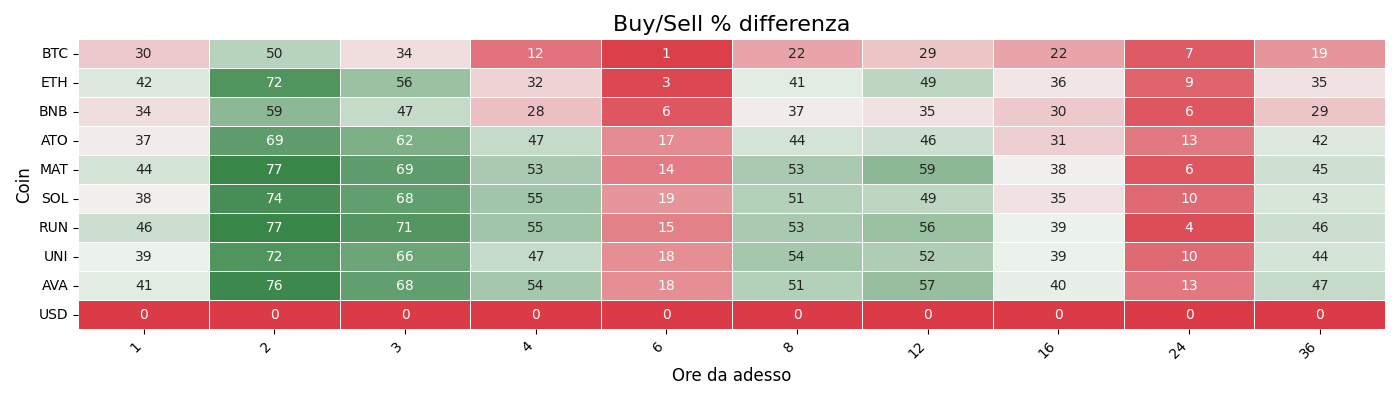 Buy/Sell % differenza
Coin
BTC 30 50 34 12 1 22 29 22 7 19
ETH 42 72 56 32 3 41 49 36 9 35
BNB 34 59 47 28 6 37 35 30 6 29
ATO 37 69 62 47 17 44 46 31 13 42
MAT 44 77 69 53 14 53 59 38 6 45
SOL 38 74 68 55 19 51 49 35 10 43
RUN 46 77 71 55 15 53 56 39 4 46
UNI 39 72 66 47 18 54 52 39 10 44
AVA 41 76 68 54 18 51 57 40 13 47
USD 0 0 0 0 0 0 0 0 0 0
1 2 3 4 6 8 12 16 24 36
Ore da adesso